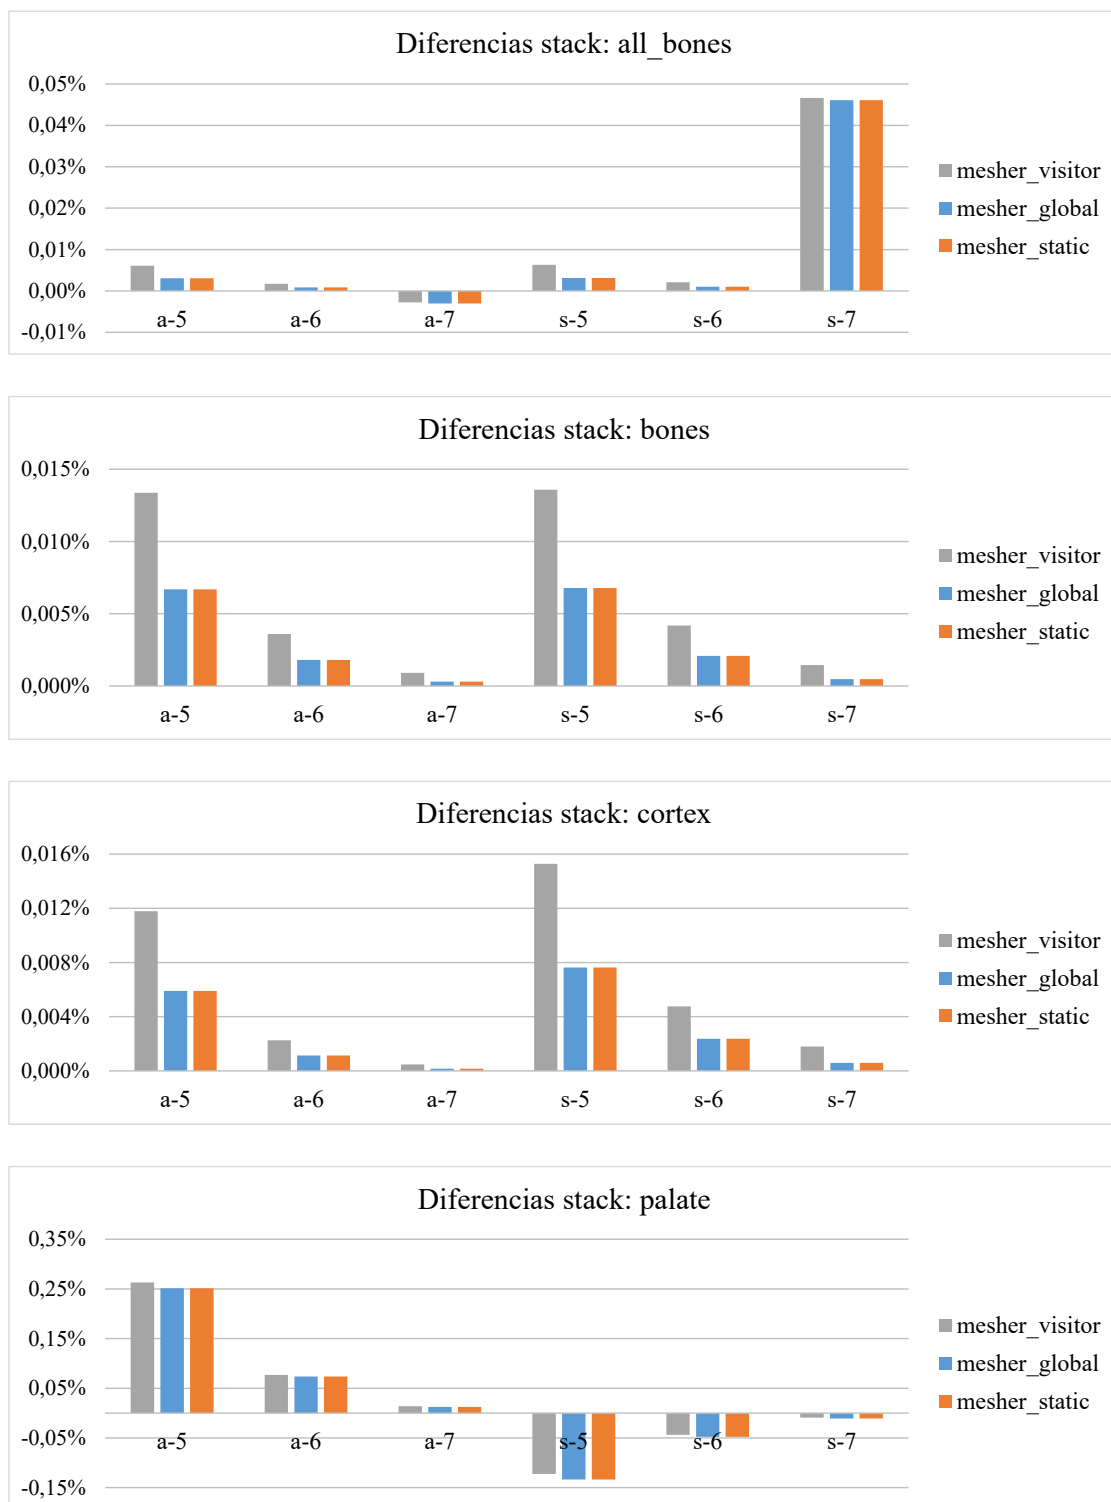 Diferencias stack: all_bones
0,05%
0,04%
0,03%
0,02%
0,01%
0,00%
-0,01%
a-5 a-6 a-7 s-5 s-6 s-7
mesher_visitor
mesher_global
mesher_static
Diferencias stack: bones
0,015%
0,010%
0,005%
0,000%
a-5 a-6 a-7 s-5 s-6 s-7
mesher_visitor
mesher_global
mesher_static
Diferencias stack: cortex
0,016%
0,012%
0,008%
0,004%
0,000%
a-5 a-6 a-7 s-5 s-6 s-7
mesher_visitor
mesher_global
mesher_static
Diferencias stack: palate
0,35%
0,25%
0,15%
0,05%
-0,05%
-0,15%
a-5 a-6 a-7 s-5 s-6 s-7
mesher_visitor
mesher_global
mesher_static